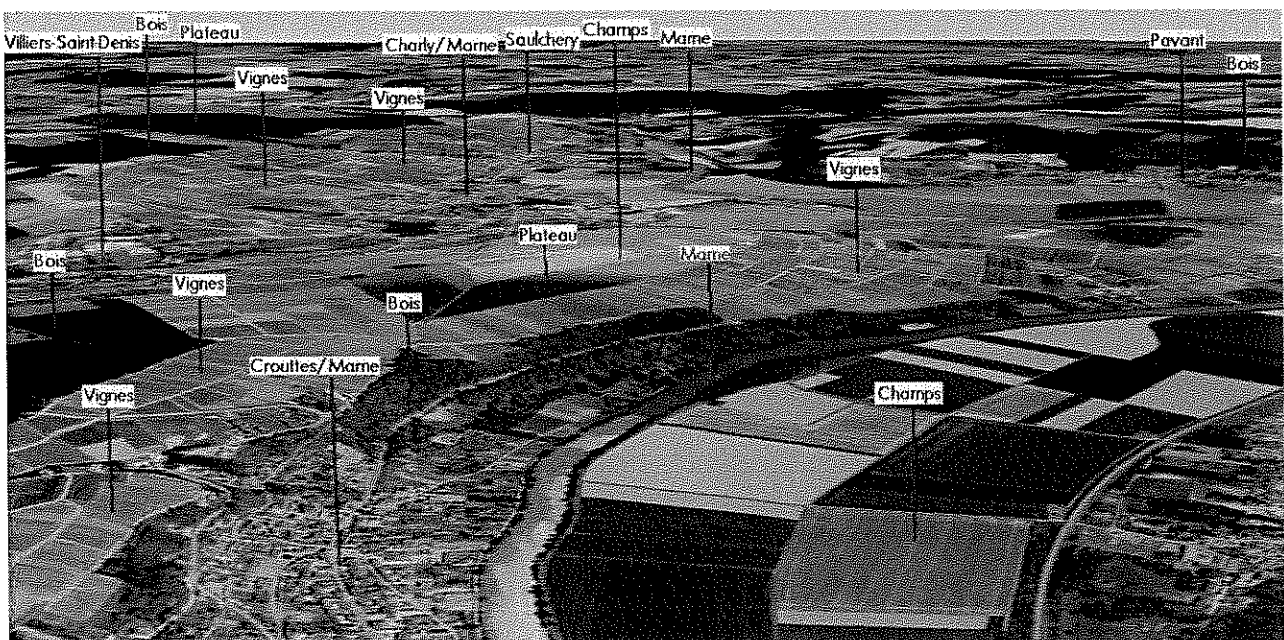 Bois
Plateau
Villiers-Saint-Denis
Charly/Marne
Saulchery
Champs
Marne
Pavant
Bois
Vignes
Vignes
Vignes
Bois
Vignes
Plateau
Marne
Bois
Crouttes/Marne
Vignes
Champs